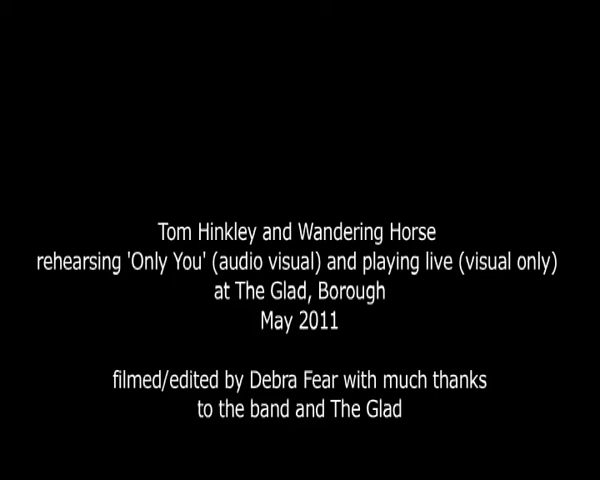 Tom Hinkley and Wandering Horse
rehearsing 'Only You' (audio visual) and playing live (visual only)
at The Glad, Borough
May 2011
filmed/edited by Debra Fear with much thanks
to the band and The Glad